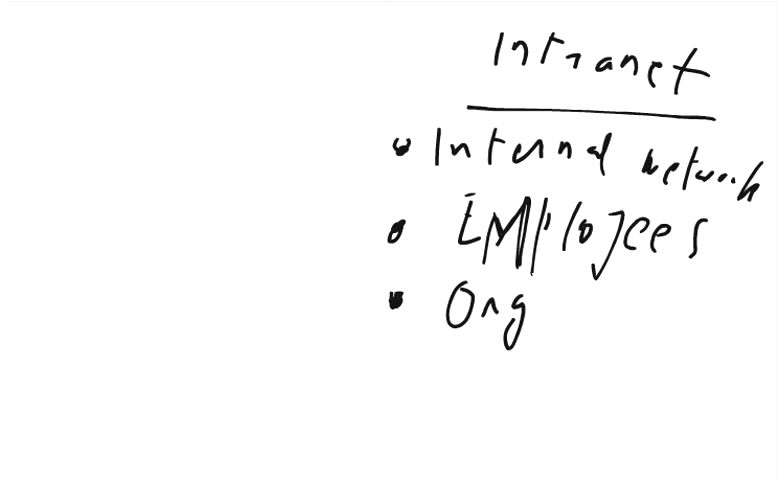 Intranet
• Internal network
• Employees
• Org